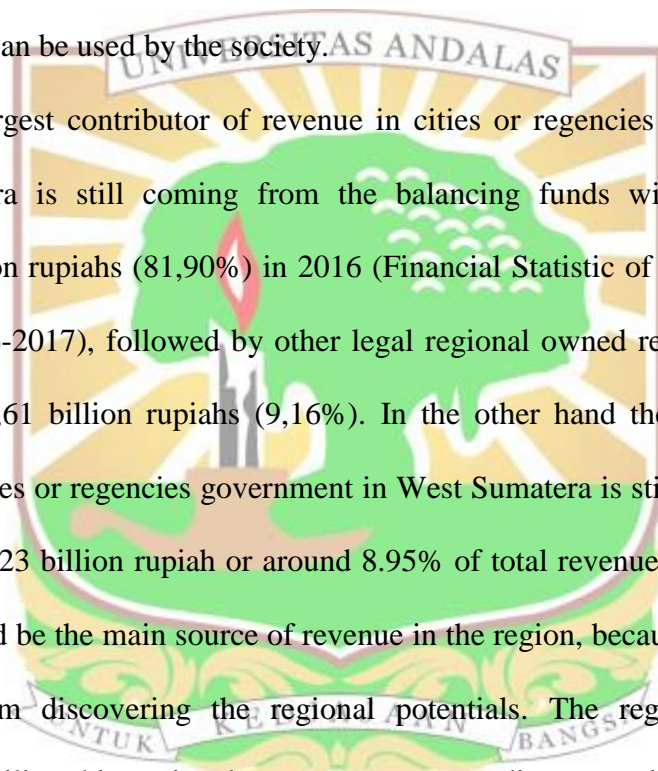 an be used by the society.
UNIVERSITAS ANDALAS
rgest contributor of revenue in cities or regencies
ra is still coming from the balancing funds wi
on rupiahs (81,90%) in 2016 (Financial Statistic of
-2017), followed by other legal regional owned re
,61 billion rupiahs (9,16%). In the other hand the
es or regencies government in West Sumatera is sti
23 billion rupiah or around 8.95% of total revenue
d be the main source of revenue in the region, becau
m discovering the regional potentials. The reg
UNTUK KEDJAJAAN BANGSA